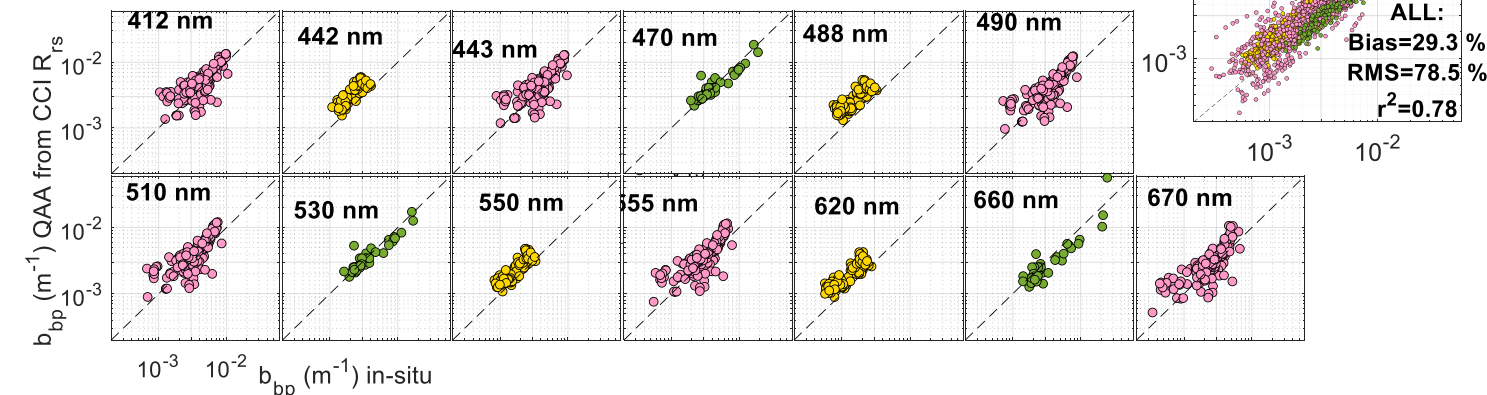 412 nm
442 nm
443 nm
470 nm
488 nm
490 nm
ALL:
Bias=29.3 %
RMS=78.5 %
r²=0.78
10⁻³
10⁻³
10⁻²
10⁻²
10⁻³
b_bp (m⁻¹) QAA from CCI R_rs
510 nm
530 nm
550 nm
555 nm
620 nm
660 nm
670 nm
10⁻²
10⁻³
10⁻³
10⁻²
b_bp (m⁻¹) in-situ